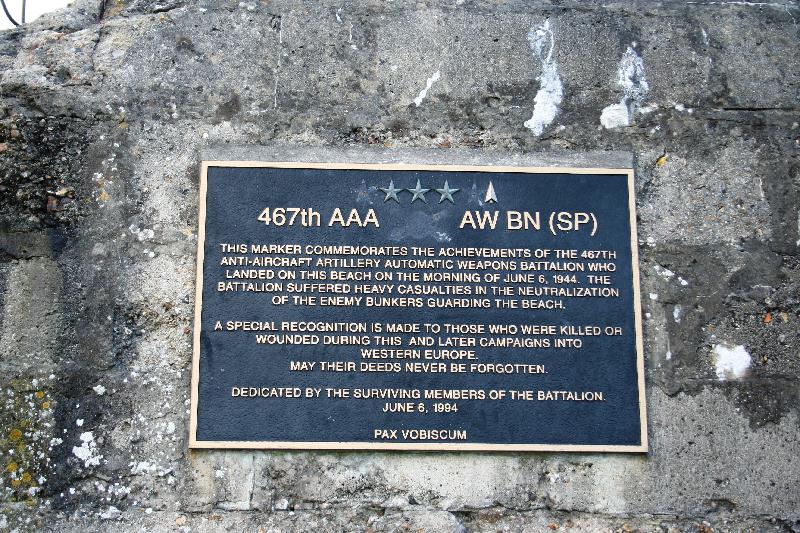 467th AAA AW BN (SP)
THIS MARKER COMMEMORATES THE ACHIEVEMENTS OF THE 467TH
ANTI-AIRCRAFT ARTILLERY AUTOMATIC WEAPONS BATTALION WHO
LANDED ON THIS BEACH ON THE MORNING OF JUNE 6, 1944. THE
BATTALION SUFFERED HEAVY CASUALTIES IN THE NEUTRALIZATION
OF THE ENEMY BUNKERS GUARDING THE BEACH.
A SPECIAL RECOGNITION IS MADE TO THOSE WHO WERE KILLED OR
WOUNDED DURING THIS AND LATER CAMPAIGNS INTO
WESTERN EUROPE.
MAY THEIR DEEDS NEVER BE FORGOTTEN.
DEDICATED BY THE SURVIVING MEMBERS OF THE BATTALION.
JUNE 6, 1994
PAX VOBISCUM